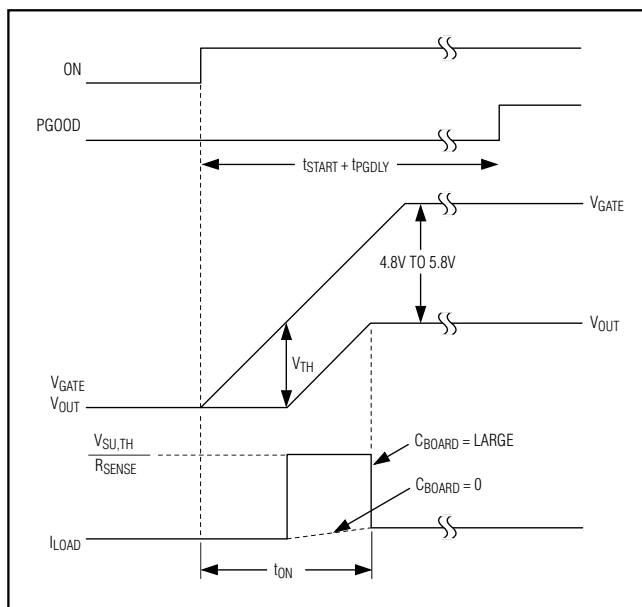 ON
PGOOD
tSTART + tPGDLY
VGATE
4.8V TO 5.8V
VOUT
VTH
VGATE
VOUT
VSU,TH
RSENSE
CBOARD = LARGE
CBOARD = 0
ILOAD
tON